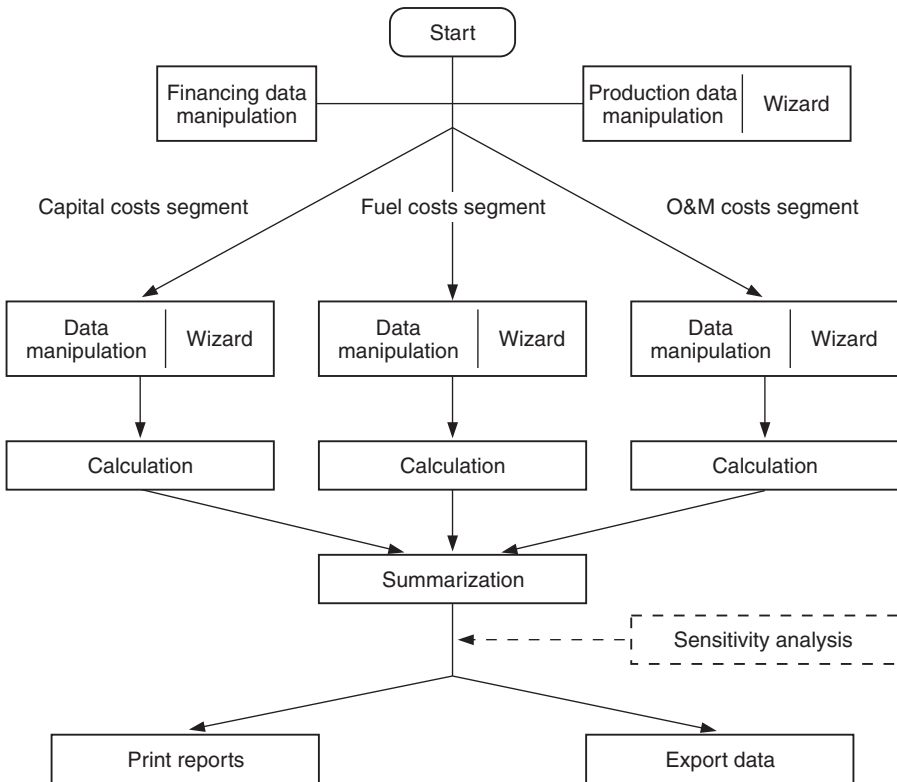 Start
Financing data
manipulation
Production data
manipulation
Wizard
Capital costs segment
Fuel costs segment
O&M costs segment
Data
manipulation
Wizard
Data
manipulation
Wizard
Data
manipulation
Wizard
Calculation
Calculation
Calculation
Summarization
Sensitivity analysis
Print reports
Export data